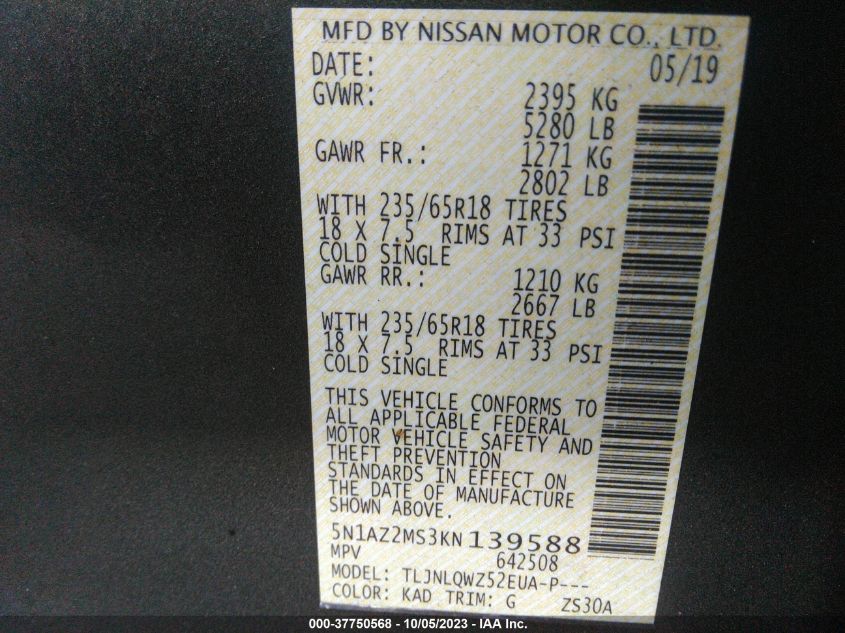 MFD BY NISSAN MOTOR CO., LTD.
DATE: 05/19
GVWR: 2395 KG
5280 LB
GAWR FR.: 1271 KG
2802 LB
WITH 235/65R18 TIRES
18 X 7.5 RIMS AT 33 PSI
COLD SINGLE
GAWR RR.: 1210 KG
2667 LB
WITH 235/65R18 TIRES
18 X 7.5 RIMS AT 33 PSI
COLD SINGLE
THIS VEHICLE CONFORMS TO
ALL APPLICABLE FEDERAL
MOTOR VEHICLE SAFETY AND
THEFT PREVENTION
STANDARDS IN EFFECT ON
THE DATE OF MANUFACTURE
SHOWN ABOVE.
5N1AZ2MS3KN139588
MPV 642508
MODEL: TLJNLQWZ52EUA-P---
COLOR: KAD TRIM: G ZS30A
000-37750568 - 10/05/2023 - IAA Inc.